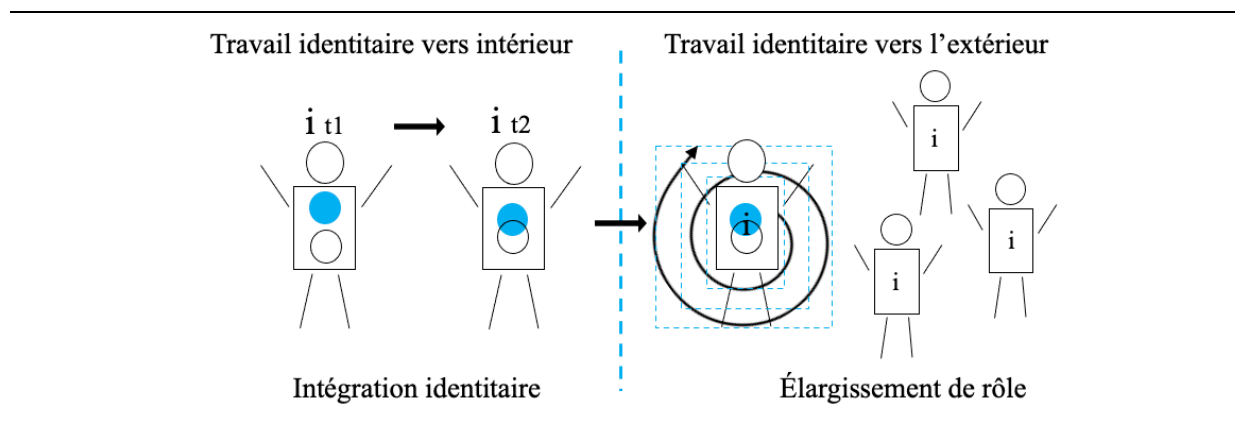 Travail identitaire vers intérieur
Travail identitaire vers l’extérieur
i t1
i t2
i
i
i
i
Intégration identitaire
Élargissement de rôle